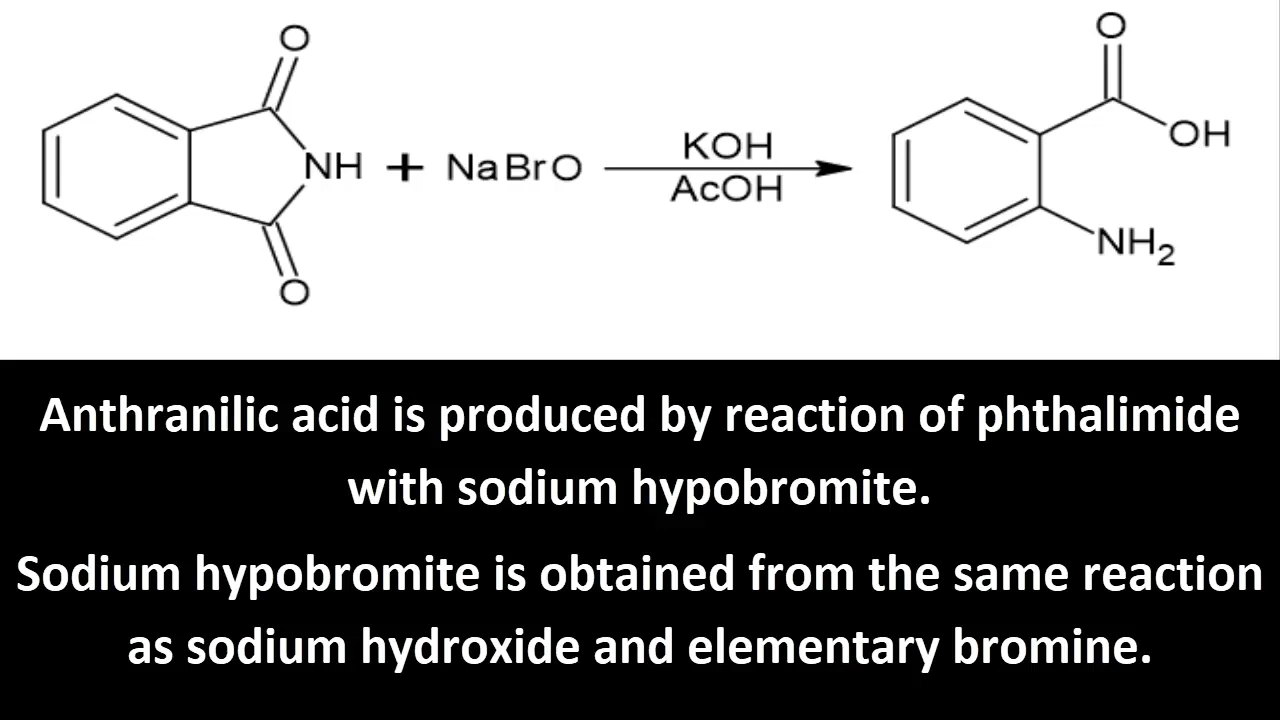 O
NH + NaBrO
KOH
AcOH
O
O
OH
NH2
Anthranilic acid is produced by reaction of phthalimide
with sodium hypobromite.
Sodium hypobromite is obtained from the same reaction
as sodium hydroxide and elementary bromine.